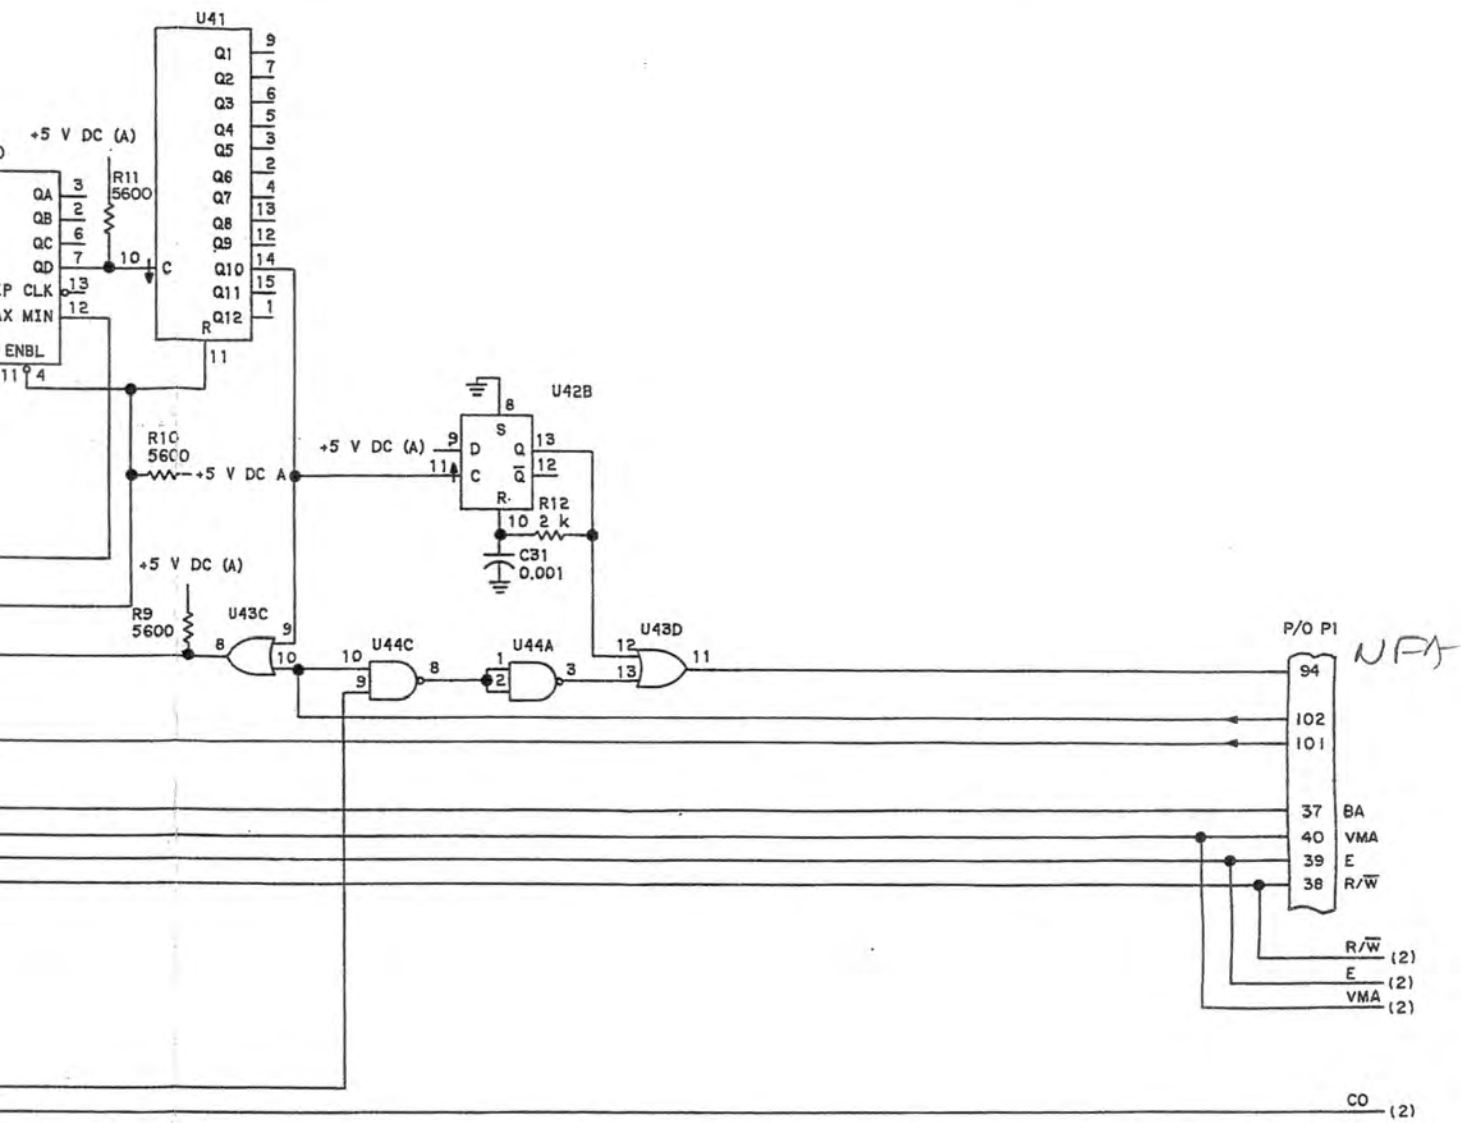 U41
Q1 9
Q2 7
Q3 6
Q4 5
Q5 3
Q6 2
Q7 4
Q8 13
Q9 12
Q10 14
Q11 15
Q12 1
C
R
11
10
+5 V DC (A)
R11
5600
QA 3
QB 2
QC 6
QD 7
P CLK 13
X MIN 12
ENBL
11 4
R10
5600
+5 V DC A
U42B
8
S
+5 V DC (A)
9 D Q 13
11 C Q̅ 12
R
10
R12
2 k
C31
0.001
+5 V DC (A)
R9
5600
U43C
8
9
10
U44C
10
9
8
U44A
1
2
3
U43D
12
13
11
P/O P1
NFA
94
102
101
37 BA
40 VMA
39 E
38 R/W̅
R/W̅ (2)
E (2)
VMA (2)
CO (2)